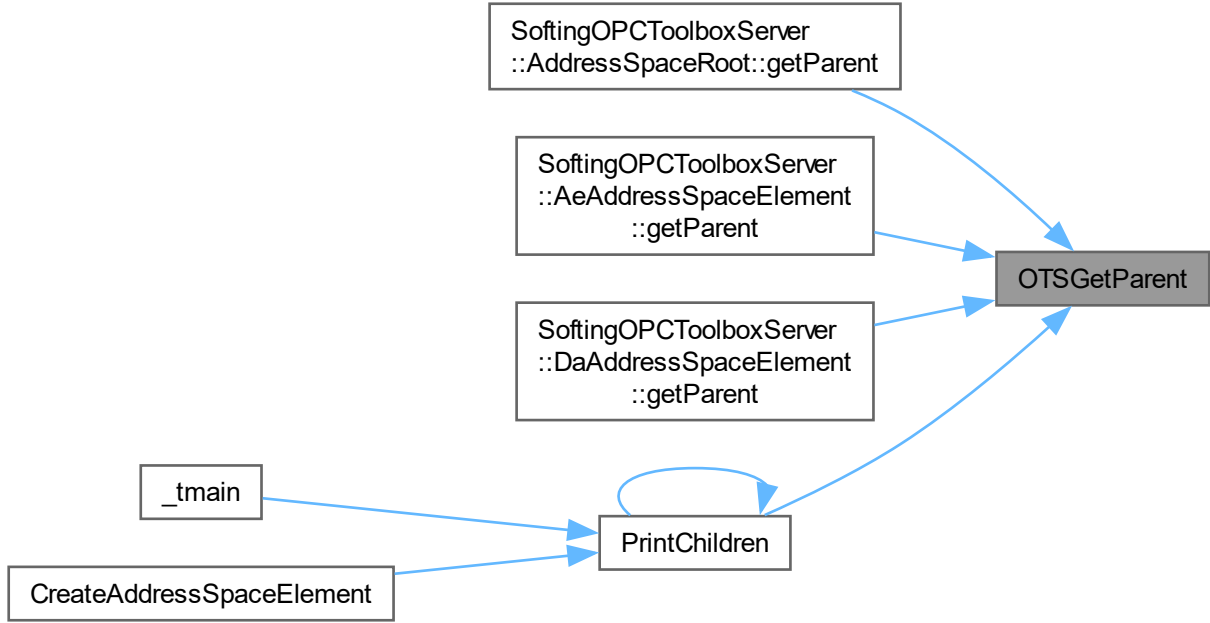 SoftingOPCToolboxServer
::AddressSpaceRoot::getParent
SoftingOPCToolboxServer
::AeAddressSpaceElement
::getParent
OTSGetParent
SoftingOPCToolboxServer
::DaAddressSpaceElement
::getParent
_tmain
PrintChildren
CreateAddressSpaceElement